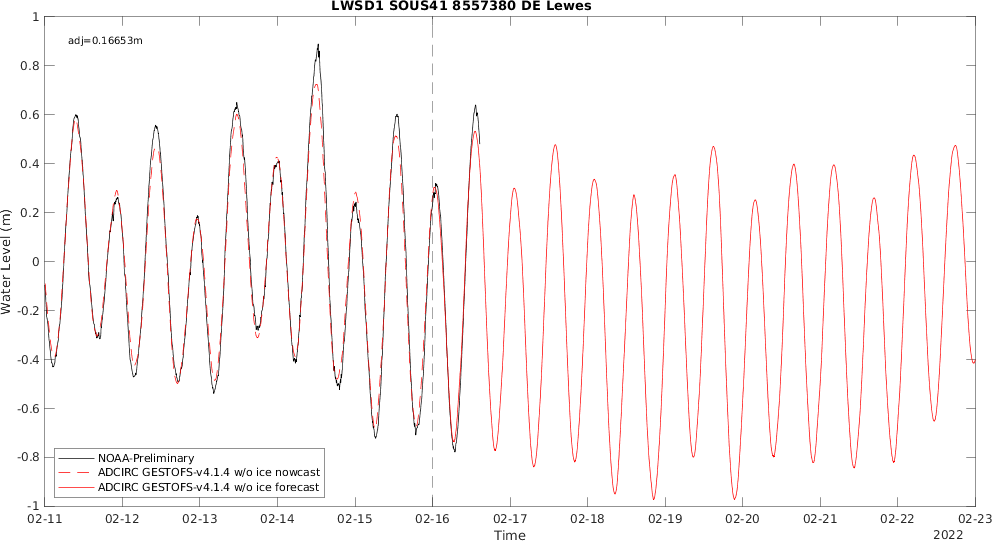 LWSD1 SOUS41 8557380 DE Lewes
adj=0.16653m
1
0.8
0.6
0.4
0.2
0
-0.2
-0.4
-0.6
-0.8
-1
Water Level (m)
NOAA-Preliminary
ADCIRC GESTOFS-v4.1.4 w/o ice nowcast
ADCIRC GESTOFS-v4.1.4 w/o ice forecast
02-11 02-12 02-13 02-14 02-15 02-16 02-17 02-18 02-19 02-20 02-21 02-22 02-23
Time
2022